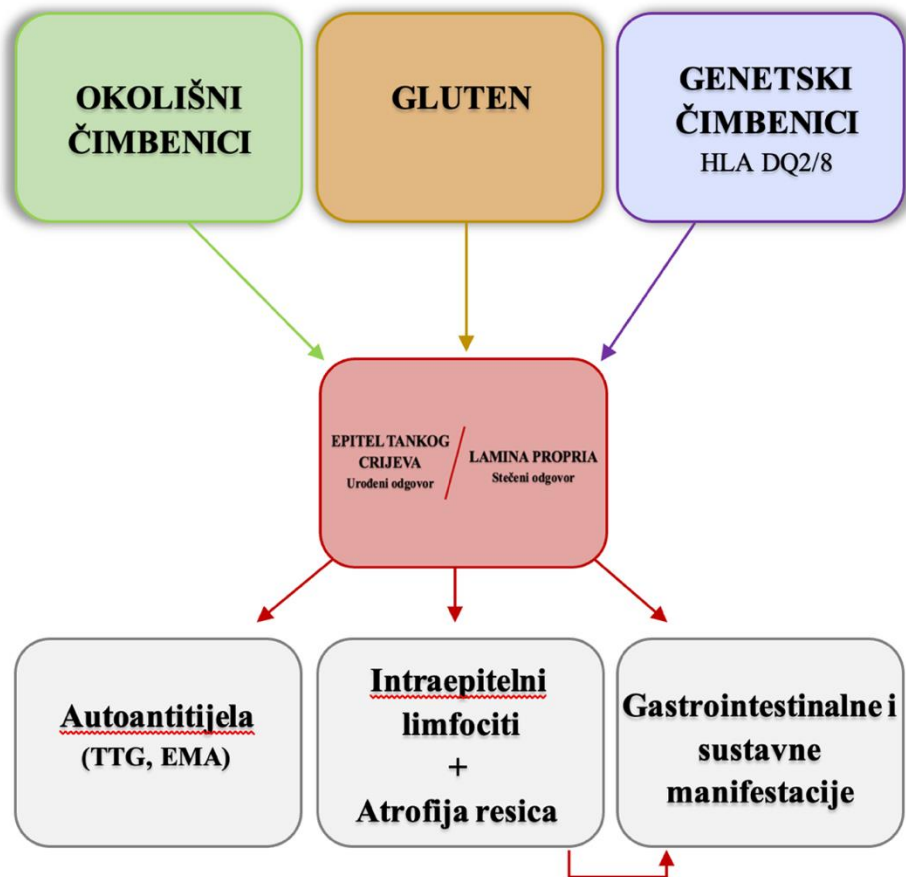 OKOLIŠNI
ČIMBENICI
GLUTEN
GENETSKI
ČIMBENICI
HLA DQ2/8
EPITEL TANKOG
CRIJEVA
Urođeni odgovor
LAMINA PROPRIA
Stečeni odgovor
Autoantitijela
(TTG, EMA)
Intraepitelni
limfociti
+
Atrofija resica
Gastrointestinalne i
sustavne
manifestacije